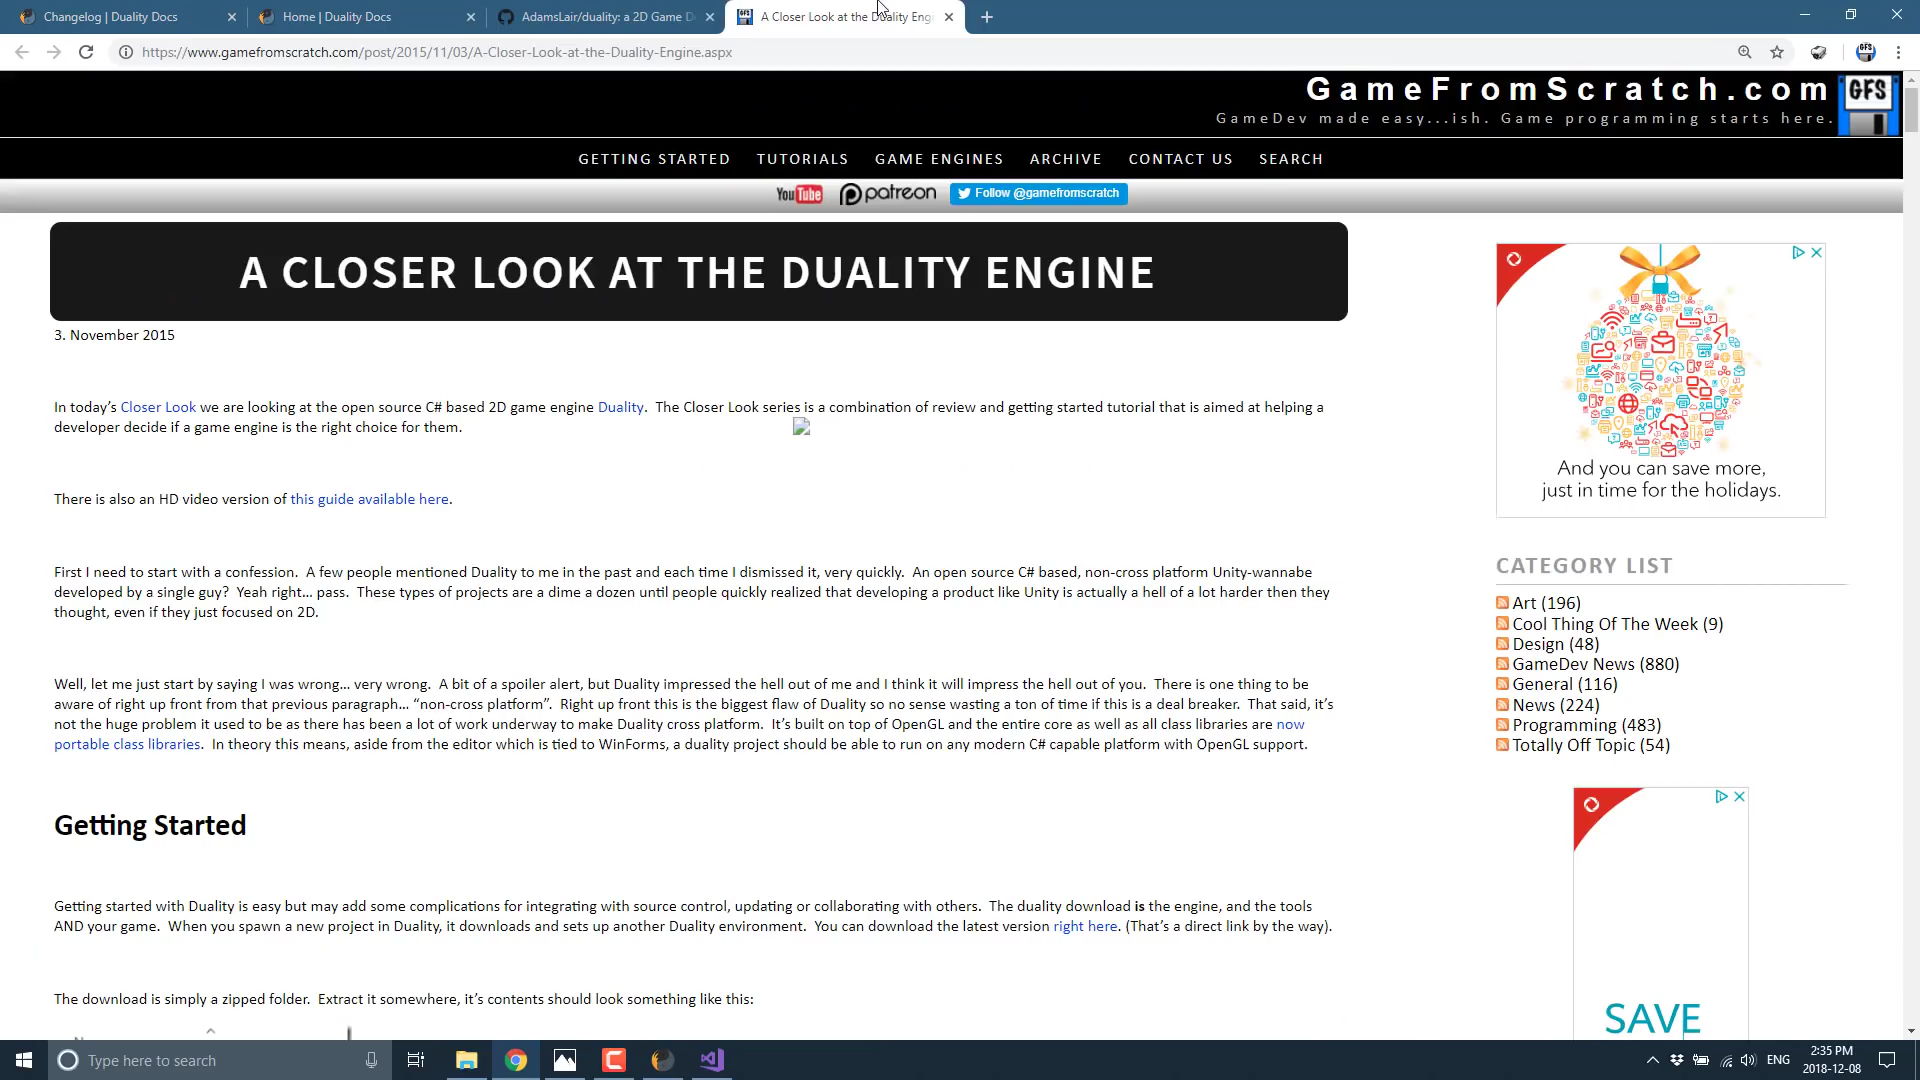 Changelog | Duality Docs
Home | Duality Docs
AdamsLair/duality: a 2D Game D
A Closer Look at the Duality Engi
https://www.gamefromscratch.com/post/2015/11/03/A-Closer-Look-at-the-Duality-Engine.aspx
GameFromScratch.com
GFS
GameDev made easy...ish. Game programming starts here.
GETTING STARTED TUTORIALS GAME ENGINES ARCHIVE CONTACT US SEARCH
YouTube patreon Follow @gamefromscratch
A CLOSER LOOK AT THE DUALITY ENGINE
3. November 2015
In today’s Closer Look we are looking at the open source C# based 2D game engine Duality. The Closer Look series is a combination of review and getting started tutorial that is aimed at helping a
developer decide if a game engine is the right choice for them.
There is also an HD video version of this guide available here.
First I need to start with a confession. A few people mentioned Duality to me in the past and each time I dismissed it, very quickly. An open source C# based, non-cross platform Unity-wannabe
developed by a single guy? Yeah right… pass. These types of projects are a dime a dozen until people quickly realized that developing a product like Unity is actually a hell of a lot harder then they
thought, even if they just focused on 2D.
Well, let me just start by saying I was wrong… very wrong. A bit of a spoiler alert, but Duality impressed the hell out of me and I think it will impress the hell out of you. There is one thing to be
aware of right up front from that previous paragraph… “non-cross platform”. Right up front this is the biggest flaw of Duality so no sense wasting a ton of time if this is a deal breaker. That said, it’s
not the huge problem it used to be as there has been a lot of work underway to make Duality cross platform. It’s built on top of OpenGL and the entire core as well as all class libraries are now
portable class libraries. In theory this means, aside from the editor which is tied to WinForms, a duality project should be able to run on any modern C# capable platform with OpenGL support.
Getting Started
Getting started with Duality is easy but may add some complications for integrating with source control, updating or collaborating with others. The duality download is the engine, and the tools
AND your game. When you spawn a new project in Duality, it downloads and sets up another Duality environment. You can download the latest version right here. (That’s a direct link by the way).
The download is simply a zipped folder. Extract it somewhere, it’s contents should look something like this:
And you can save more,
just in time for the holidays.
CATEGORY LIST
Art (196)
Cool Thing Of The Week (9)
Design (48)
GameDev News (880)
General (116)
News (224)
Programming (483)
Totally Off Topic (54)
SAVE
Type here to search
ENG
2:35 PM
2018-12-08